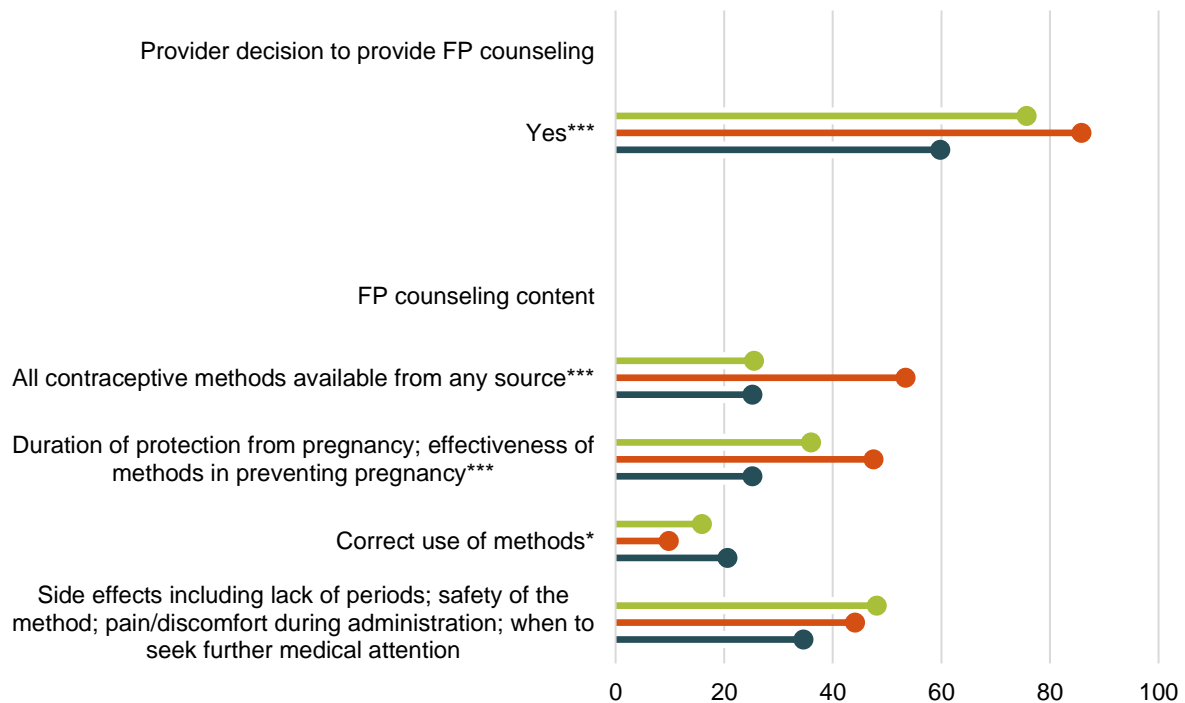 Provider decision to provide FP counseling
Yes***
FP counseling content
All contraceptive methods available from any source***
Duration of protection from pregnancy; effectiveness of
methods in preventing pregnancy***
Correct use of methods*
Side effects including lack of periods; safety of the
method; pain/discomfort during administration; when to
seek further medical attention
0 20 40 60 80 100